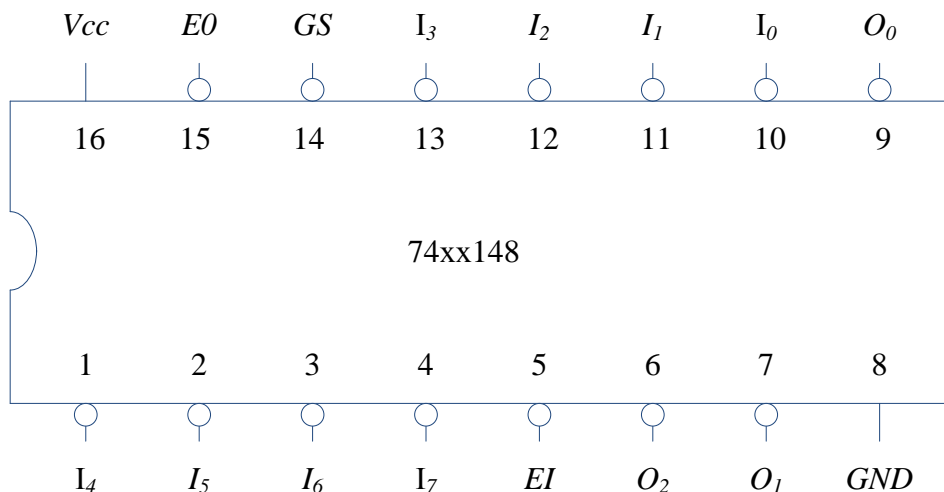 Vcc E0 GS I₃ I₂ I₁ I₀ O₀
16 15 14 13 12 11 10 9
74xx148
1 2 3 4 5 6 7 8
I₄ I₅ I₆ I₇ EI O₂ O₁ GND